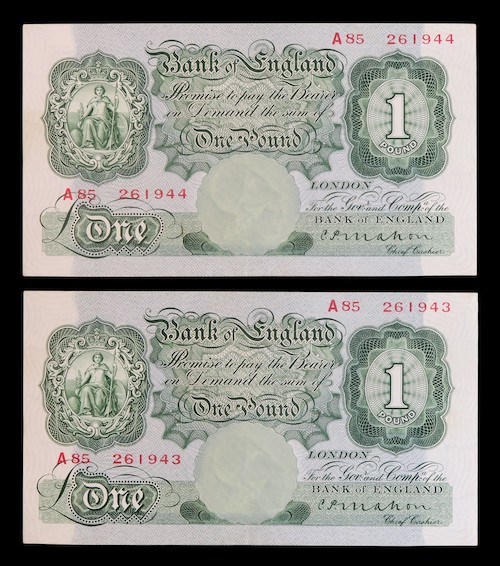 A85 261944
Bank of England
Promise to pay the Bearer
on Demand the sum of
One Pound
1
POUND
A85 261944
£One
LONDON
For the Govr. and Compa. of the
BANK OF ENGLAND
C.P. Mahon
Chief Cashier.
A85 261943
Bank of England
Promise to pay the Bearer
on Demand the sum of
One Pound
1
POUND
A85 261943
£One
LONDON
For the Govr. and Compa. of the
BANK OF ENGLAND
C.P. Mahon
Chief Cashier.